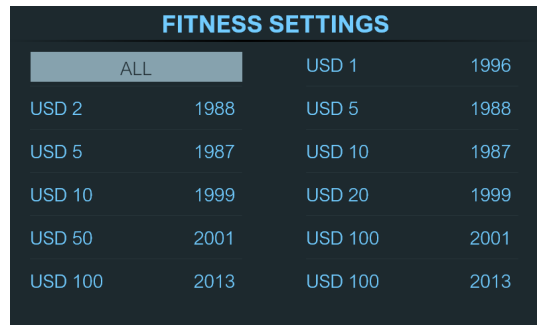 FITNESS SETTINGS
ALL USD 1 1996
USD 2 1988 USD 5 1988
USD 5 1987 USD 10 1987
USD 10 1999 USD 20 1999
USD 50 2001 USD 100 2001
USD 100 2013 USD 100 2013